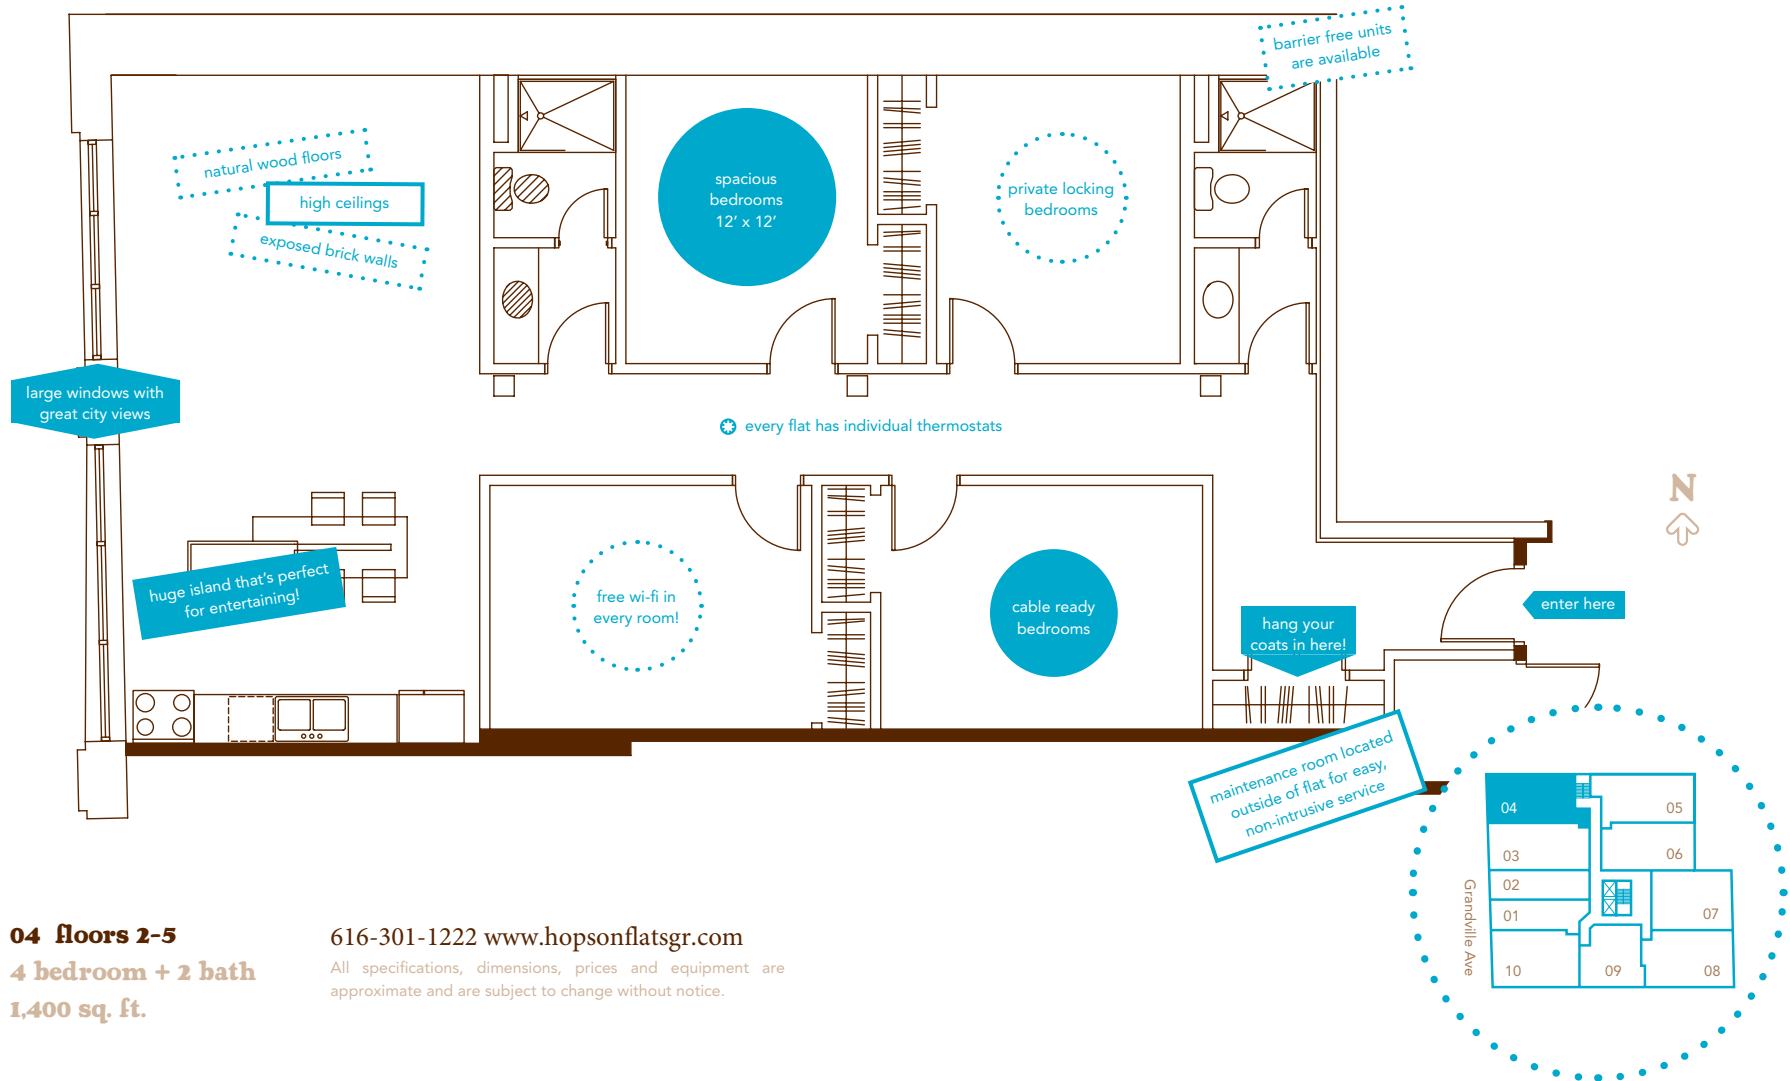 barrier free units
are available
natural wood floors
high ceilings
exposed brick walls
spacious
bedrooms
12’ x 12’
private locking
bedrooms
large windows with
great city views
every flat has individual thermostats
N
huge island that’s perfect
for entertaining!
free wi-fi in
every room!
cable ready
bedrooms
hang your
coats in here!
enter here
maintenance room located
outside of flat for easy,
non-intrusive service
04
05
03
06
02
01
07
10
09
08
Grandville Ave
04 floors 2-5
4 bedroom + 2 bath
1,400 sq. ft.
616-301-1222 www.hopsonflatsgr.com
All specifications, dimensions, prices and equipment are
approximate and are subject to change without notice.